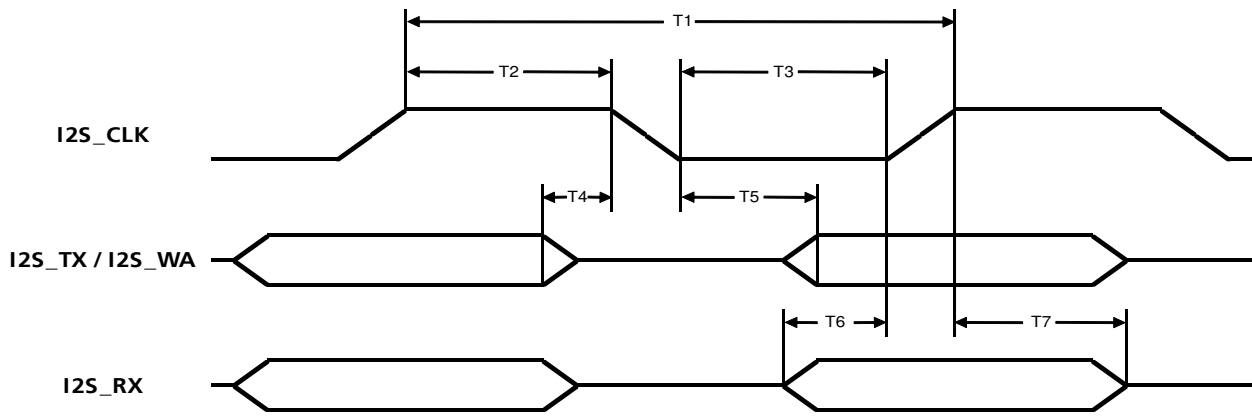 T1
T2
T3
I2S_CLK
T4
T5
I2S_TX / I2S_WA
T6
T7
I2S_RX